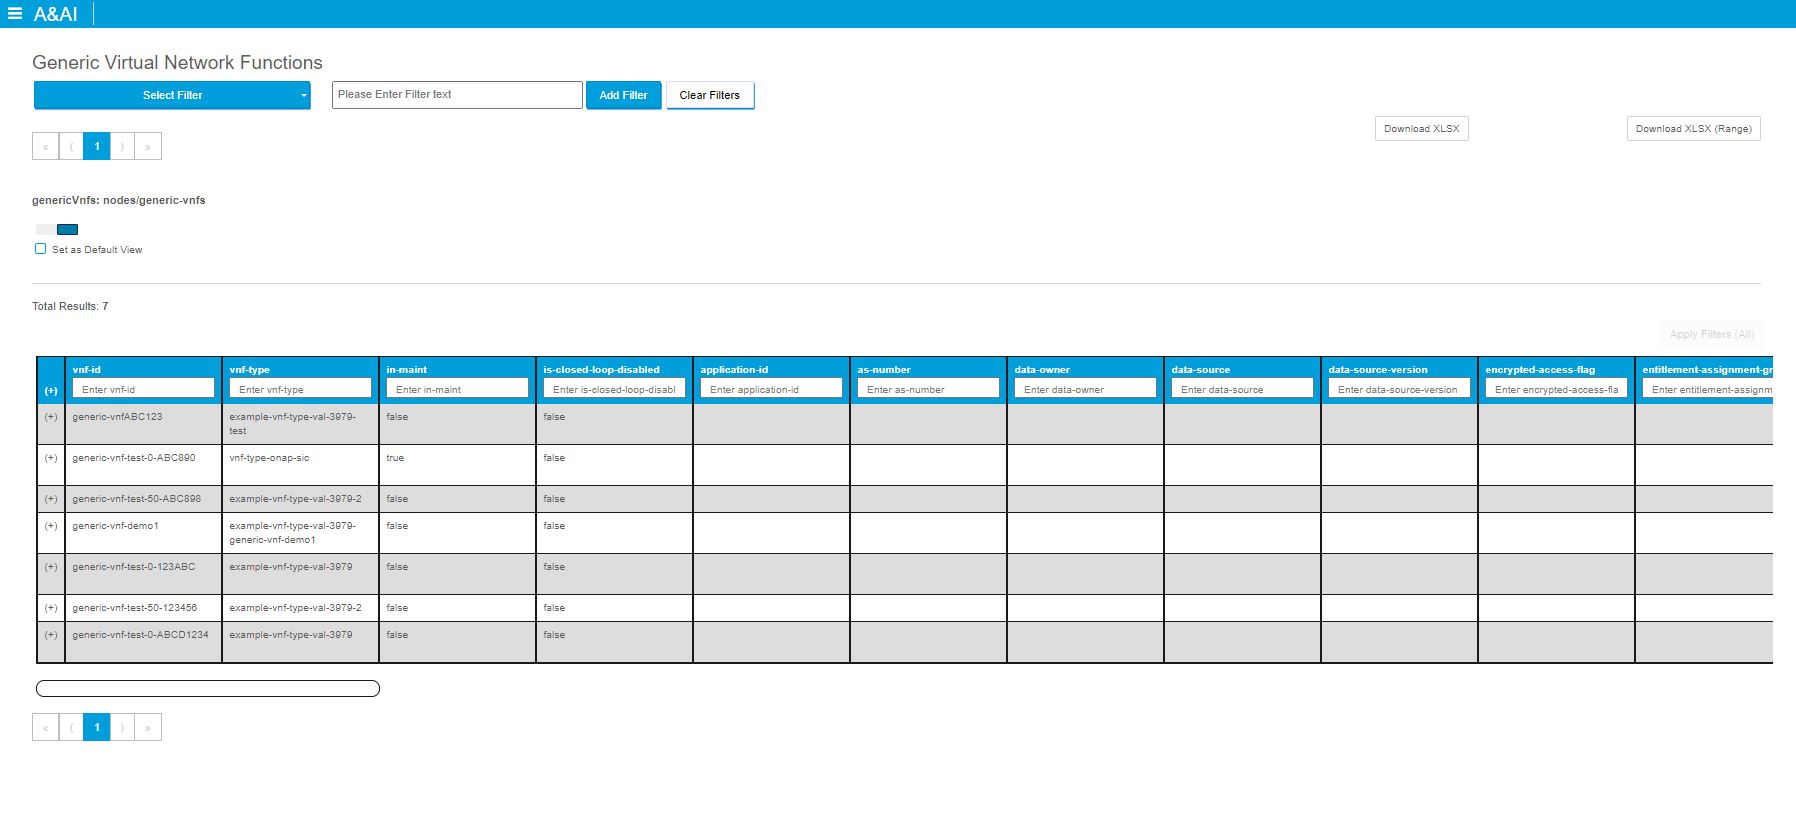 A&AI
Generic Virtual Network Functions
Select Filter
Please Enter Filter text
Add Filter
Clear Filters
Download XLSX
Download XLSX (Range)
« ⟨ 1 ⟩ »
genericVnfs: nodes/generic-vnfs
Set as Default View
Total Results: 7
Apply Filters (All)
(+) vnf-id vnf-type in-maint is-closed-loop-disabled application-id as-number data-owner data-source data-source-version encrypted-access-flag entitlement-assignment-gr
Enter vnf-id Enter vnf-type Enter in-maint Enter is-closed-loop-disabl Enter application-id Enter as-number Enter data-owner Enter data-source Enter data-source-version Enter encrypted-access-fla Enter entitlement-assignm
(+) generic-vnfABC123 example-vnf-type-val-3979- false false
test
(+) generic-vnf-test-0-ABC890 vnf-type-onap-sic true false
(+) generic-vnf-test-50-ABC898 example-vnf-type-val-3979-2 false false
(+) generic-vnf-demo1 example-vnf-type-val-3979- false false
generic-vnf-demo1
(+) generic-vnf-test-0-123ABC example-vnf-type-val-3979 false false
(+) generic-vnf-test-50-123456 example-vnf-type-val-3979-2 false false
(+) generic-vnf-test-0-ABCD1234 example-vnf-type-val-3979 false false
« ⟨ 1 ⟩ »